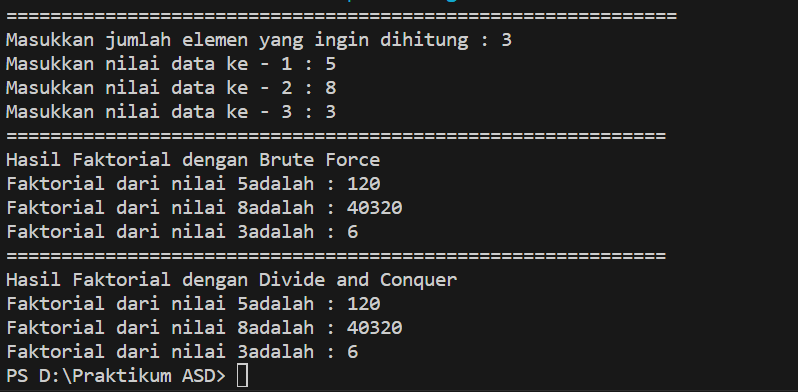 =============================================================
Masukkan jumlah elemen yang ingin dihitung : 3
Masukkan nilai data ke - 1 : 5
Masukkan nilai data ke - 2 : 8
Masukkan nilai data ke - 3 : 3
============================================================
Hasil Faktorial dengan Brute Force
Faktorial dari nilai 5adalah : 120
Faktorial dari nilai 8adalah : 40320
Faktorial dari nilai 3adalah : 6
============================================================
Hasil Faktorial dengan Divide and Conquer
Faktorial dari nilai 5adalah : 120
Faktorial dari nilai 8adalah : 40320
Faktorial dari nilai 3adalah : 6
PS D:\Praktikum ASD>